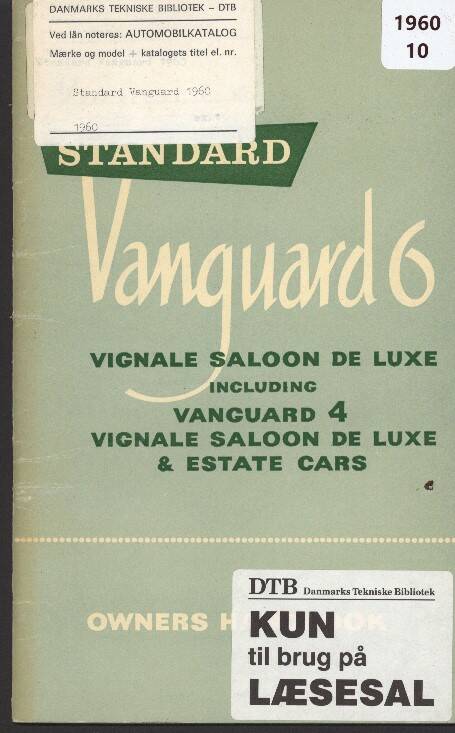 DANMARKS TEKNISKE BIBLIOTEK – DTB
Ved lån noteres: AUTOMOBILKATALOG
Mærke og model + katalogets titel el. nr.
Standard Vanguard 1960
1960
1960
10
STANDARD
Vanguard 6
VIGNALE SALOON DE LUXE
INCLUDING
VANGUARD 4
VIGNALE SALOON DE LUXE
& ESTATE CARS
OWNERS
DTB Danmarks Tekniske Bibliotek
KUN
til brug på
LÆSESAL